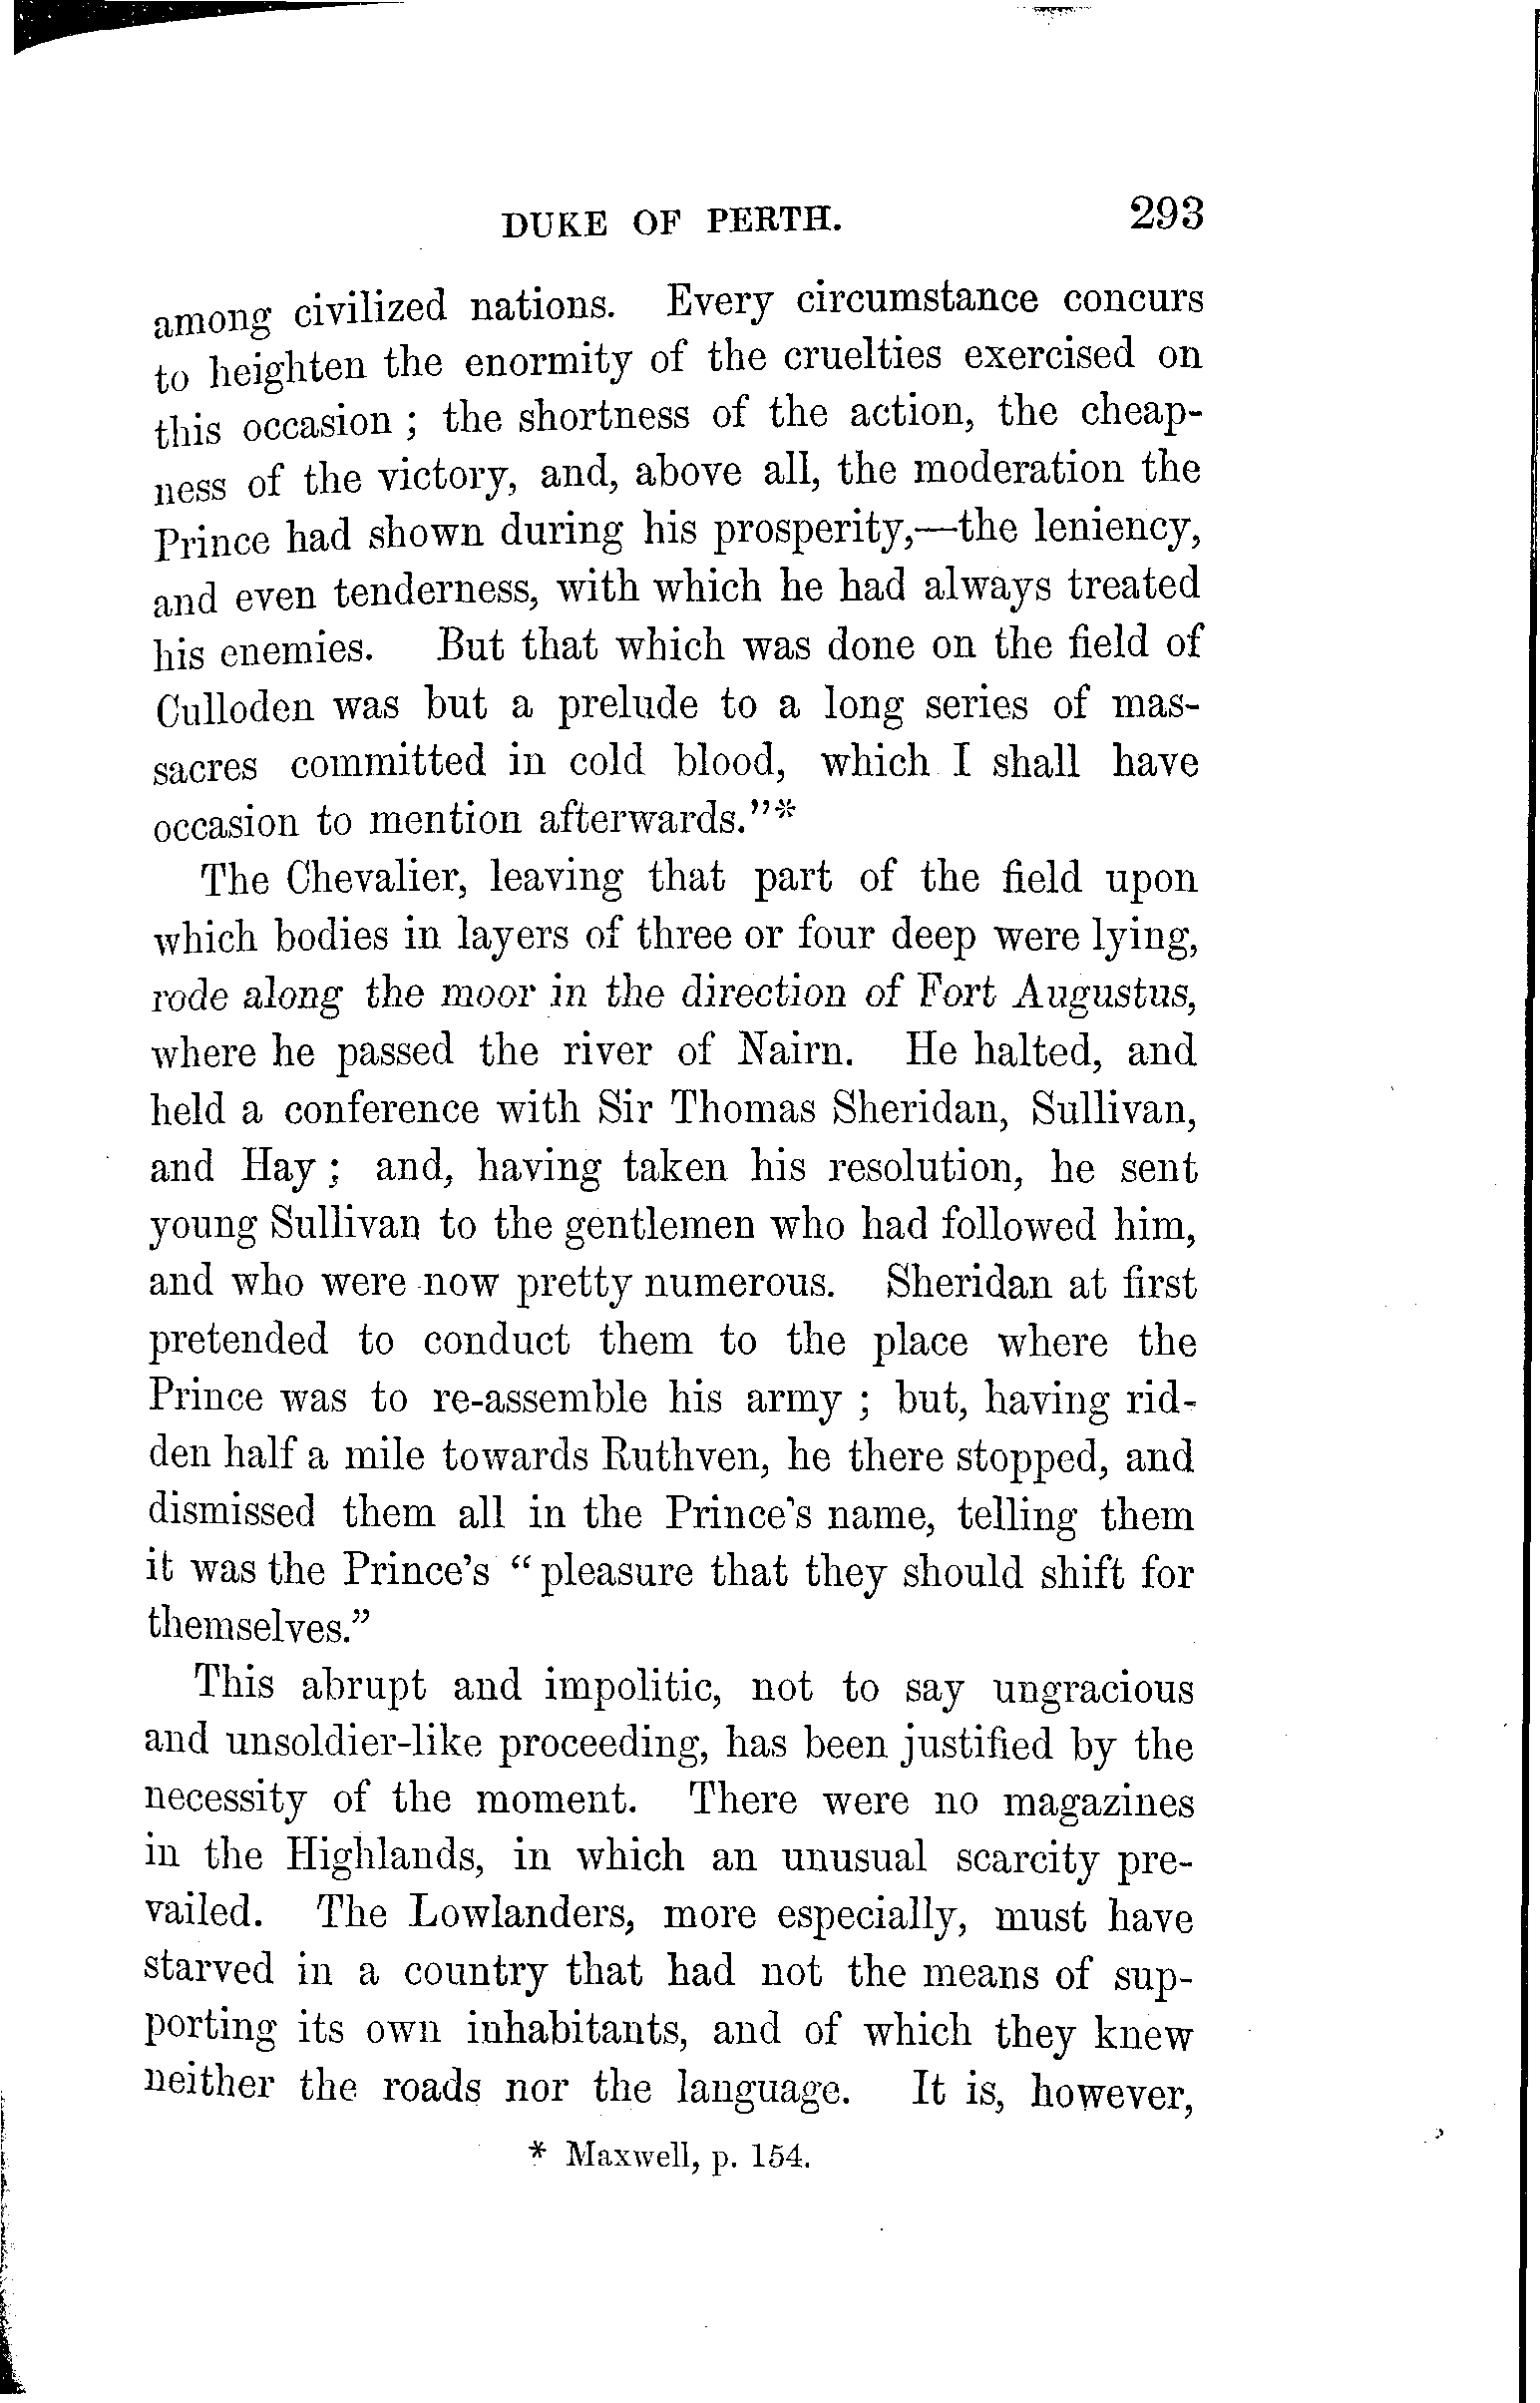 DUKE OF PERTH. 293
among civilized nations. Every circumstance concurs
to heighten the enormity of the cruelties exercised on
this occasion ; the shortness of the action, the cheap-
ness of the victory, and, above all, the moderation the
Prince had shown during his prosperity,—the leniency,
and even tenderness, with which he had always treated
his enemies. But that which was done on the field of
Culloden was but a prelude to a long series of mas-
sacres committed in cold blood, which I shall have
occasion to mention afterwards."*
The Chevalier, leaving that part of the field upon
which bodies in layers of three or four deep were lying,
rode along the moor in the direction of Fort Augustus,
where he passed the river of Nairn. He halted, and
held a conference with Sir Thomas Sheridan, Sullivan,
and Hay ; and, having taken his resolution, he sent
young Sullivan to the gentlemen who had followed him,
and who were now pretty numerous. Sheridan at first
pretended to conduct them to the place where the
Prince was to re-assemble his army ; but, having rid-
den half a mile towards Ruthven, he there stopped, and
dismissed them all in the Prince's name, telling them
it was the Prince's "pleasure that they should shift for
themselves."
This abrupt and impolitic, not to say ungracious
and unsoldier-like proceeding, has been justified by the
necessity of the moment. There were no magazines
in the Highlands, in which an unusual scarcity pre-
vailed. The Lowlanders, more especially, must have
starved in a country that had not the means of sup-
porting its own inhabitants, and of which they knew
neither the roads nor the language. It is, however,
* Maxwell, p. 154.